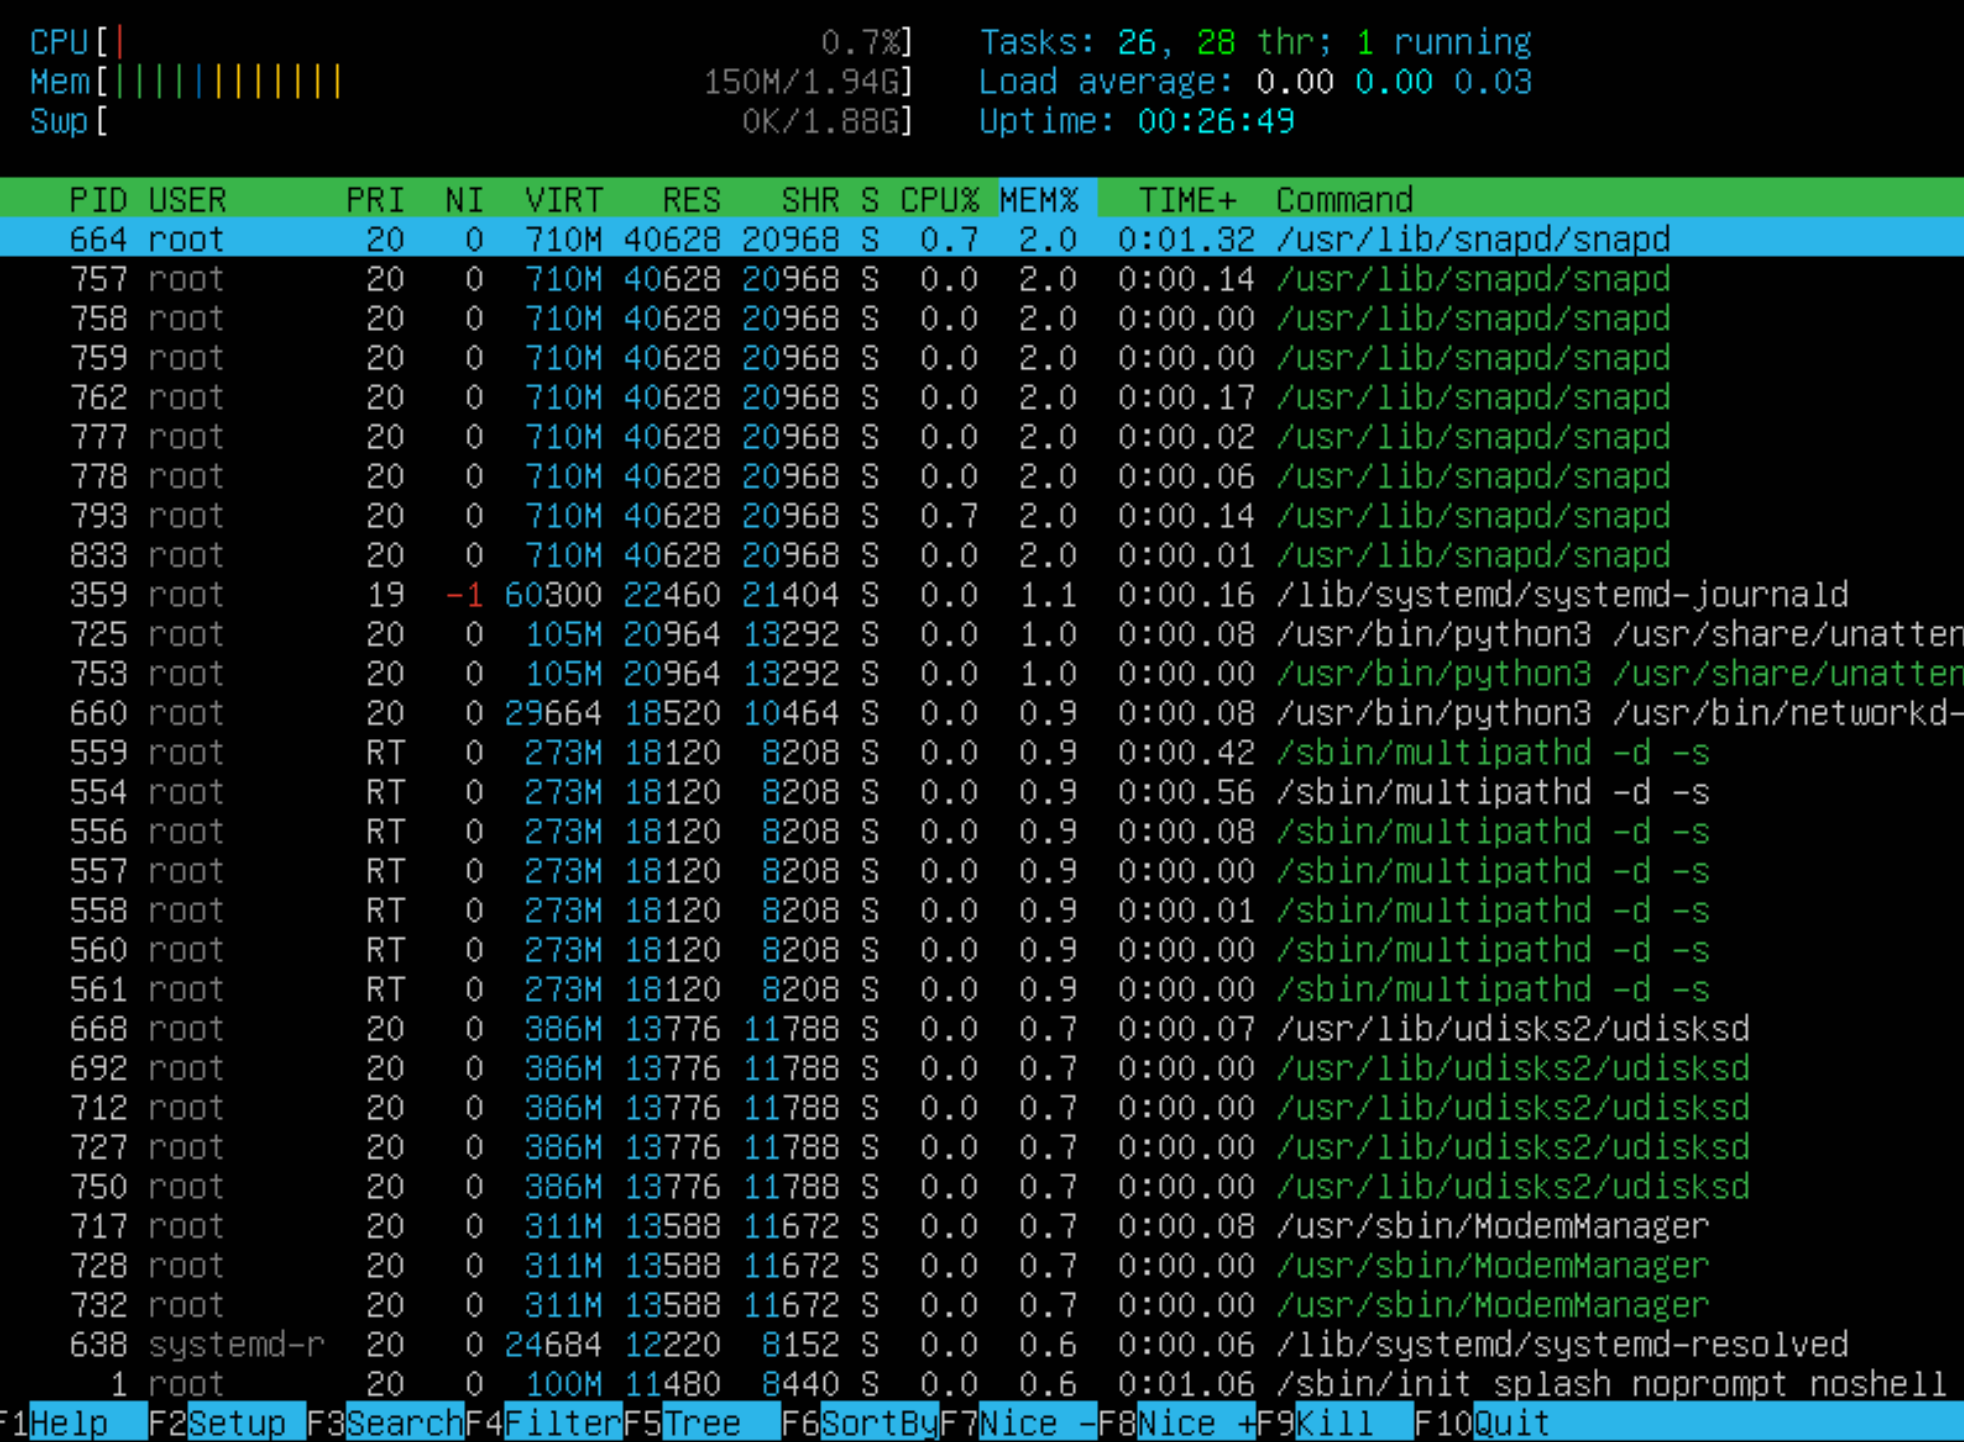 CPU[| 0.7%] Tasks: 26, 28 thr; 1 running
Mem[|||||||||||| 150M/1.94G] Load average: 0.00 0.00 0.03
Swp[ 0K/1.88G] Uptime: 00:26:49
PID USER PRI NI VIRT RES SHR S CPU% MEM% TIME+ Command
664 root 20 0 710M 40628 20968 S 0.7 2.0 0:01.32 /usr/lib/snapd/snapd
757 root 20 0 710M 40628 20968 S 0.0 2.0 0:00.14 /usr/lib/snapd/snapd
758 root 20 0 710M 40628 20968 S 0.0 2.0 0:00.00 /usr/lib/snapd/snapd
759 root 20 0 710M 40628 20968 S 0.0 2.0 0:00.00 /usr/lib/snapd/snapd
762 root 20 0 710M 40628 20968 S 0.0 2.0 0:00.17 /usr/lib/snapd/snapd
777 root 20 0 710M 40628 20968 S 0.0 2.0 0:00.02 /usr/lib/snapd/snapd
778 root 20 0 710M 40628 20968 S 0.0 2.0 0:00.06 /usr/lib/snapd/snapd
793 root 20 0 710M 40628 20968 S 0.7 2.0 0:00.14 /usr/lib/snapd/snapd
833 root 20 0 710M 40628 20968 S 0.0 2.0 0:00.01 /usr/lib/snapd/snapd
359 root 19 -1 60300 22460 21404 S 0.0 1.1 0:00.16 /lib/systemd/systemd-journald
725 root 20 0 105M 20964 13292 S 0.0 1.0 0:00.08 /usr/bin/python3 /usr/share/unatten
753 root 20 0 105M 20964 13292 S 0.0 1.0 0:00.00 /usr/bin/python3 /usr/share/unatten
660 root 20 0 29664 18520 10464 S 0.0 0.9 0:00.08 /usr/bin/python3 /usr/bin/networkd-
559 root RT 0 273M 18120 8208 S 0.0 0.9 0:00.42 /sbin/multipathd -d -s
554 root RT 0 273M 18120 8208 S 0.0 0.9 0:00.56 /sbin/multipathd -d -s
556 root RT 0 273M 18120 8208 S 0.0 0.9 0:00.08 /sbin/multipathd -d -s
557 root RT 0 273M 18120 8208 S 0.0 0.9 0:00.00 /sbin/multipathd -d -s
558 root RT 0 273M 18120 8208 S 0.0 0.9 0:00.01 /sbin/multipathd -d -s
560 root RT 0 273M 18120 8208 S 0.0 0.9 0:00.00 /sbin/multipathd -d -s
561 root RT 0 273M 18120 8208 S 0.0 0.9 0:00.00 /sbin/multipathd -d -s
668 root 20 0 386M 13776 11788 S 0.0 0.7 0:00.07 /usr/lib/udisks2/udisksd
692 root 20 0 386M 13776 11788 S 0.0 0.7 0:00.00 /usr/lib/udisks2/udisksd
712 root 20 0 386M 13776 11788 S 0.0 0.7 0:00.00 /usr/lib/udisks2/udisksd
727 root 20 0 386M 13776 11788 S 0.0 0.7 0:00.00 /usr/lib/udisks2/udisksd
750 root 20 0 386M 13776 11788 S 0.0 0.7 0:00.00 /usr/lib/udisks2/udisksd
717 root 20 0 311M 13588 11672 S 0.0 0.7 0:00.08 /usr/sbin/ModemManager
728 root 20 0 311M 13588 11672 S 0.0 0.7 0:00.00 /usr/sbin/ModemManager
732 root 20 0 311M 13588 11672 S 0.0 0.7 0:00.00 /usr/sbin/ModemManager
638 systemd-r 20 0 24684 12220 8152 S 0.0 0.6 0:00.06 /lib/systemd/systemd-resolved
1 root 20 0 100M 11480 8440 S 0.0 0.6 0:01.06 /sbin/init splash noprompt noshell
F1Help F2Setup F3SearchF4FilterF5Tree F6SortByF7Nice -F8Nice +F9Kill F10Quit